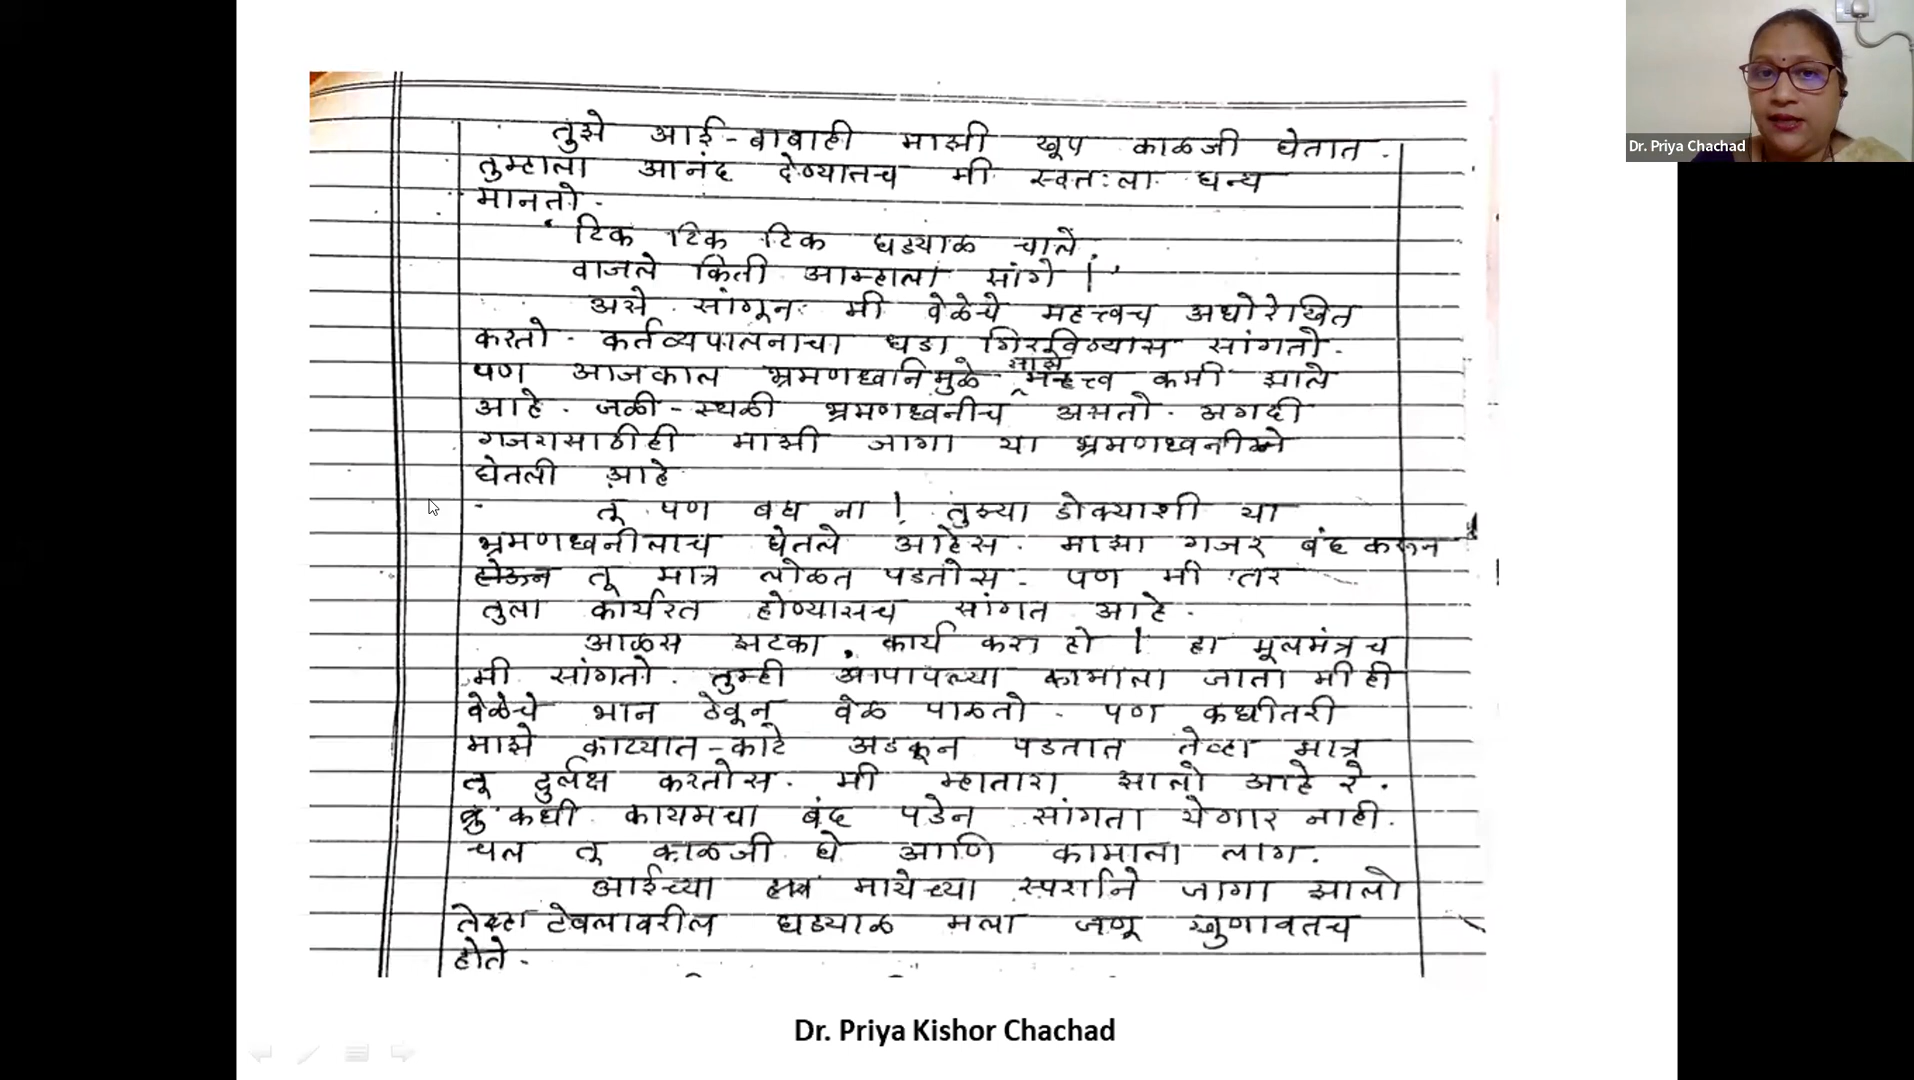 Dr. Priya Chachad
तुझे आई-बाबाही माझी खूप काळजी घेतात.
तुम्हाला आनंद देण्यातच मी स्वतःला धन्य
मानतो.
'टिक टिक टिक घड्याळ चाले,
वाजले किती आम्हाला सांगे !'
असे सांगून मी वेळेचे महत्त्वच अधोरेखित
करतो. कर्तव्यपालनाचा धडा गिरविण्यास सांगतो.
पण आजकाल भ्रमणध्वनिमुळे माझे महत्त्व कमी झाले
आहे. जळी-स्थळी भ्रमणध्वनीच असतो. अगदी
गजरासाठीही माझी जागा या भ्रमणध्वनीने
घेतली आहे
तू पण बघ ना ! तुझ्या डोक्याशी या
भ्रमणध्वनीलाच घेतले आहेस. माझा गजर बंद करून
होऊन तू मात्र लोळत पडतोस. पण मी तर
तुला कार्यरत होण्यासच सांगत आहे.
आळस झटका, कार्य करा हो ! हा मूलमंत्रच
मी सांगतो. तुम्ही आपापल्या कामाला जाता मीही
वेळेचे भान ठेवून वेळ पाळतो. पण कधीतरी
माझे काट्यात-काटे अडकून पडतात तेव्हा मात्र
तू दुर्लक्ष करतोस. मी म्हातारा झालो आहे रे.
कधी कायमचा बंद पडेन सांगता येणार नाही.
चल तू काळजी घे आणि कामाला लाग.
आईच्या मायेच्या स्पर्शाने जागा झालो
तेव्हा टेबलावरील घड्याळ मला जणू खुणावतच
होते.
Dr. Priya Kishor Chachad